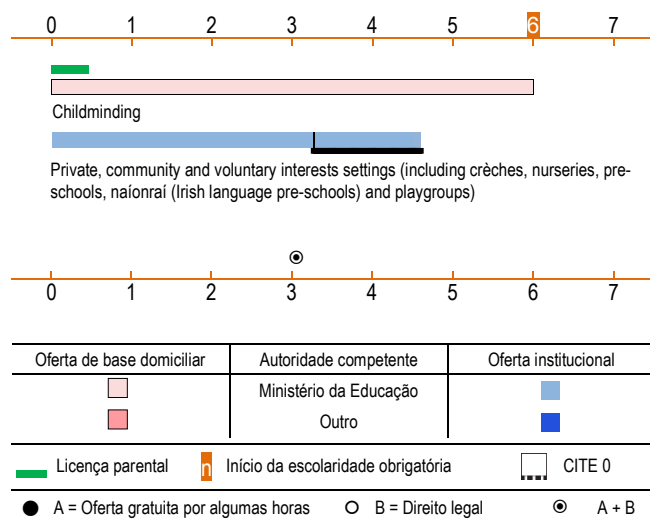 0 1 2 3 4 5 6 7
Childminding
Private, community and voluntary interests settings (including crèches, nurseries, pre-
schools, naíonraí (Irish language pre-schools) and playgroups)
0 1 2 3 4 5 6 7
Oferta de base domiciliar Autoridade competente Oferta institucional
Ministério da Educação
Outro
Licença parental n Início da escolaridade obrigatória CITE 0
A = Oferta gratuita por algumas horas B = Direito legal A + B